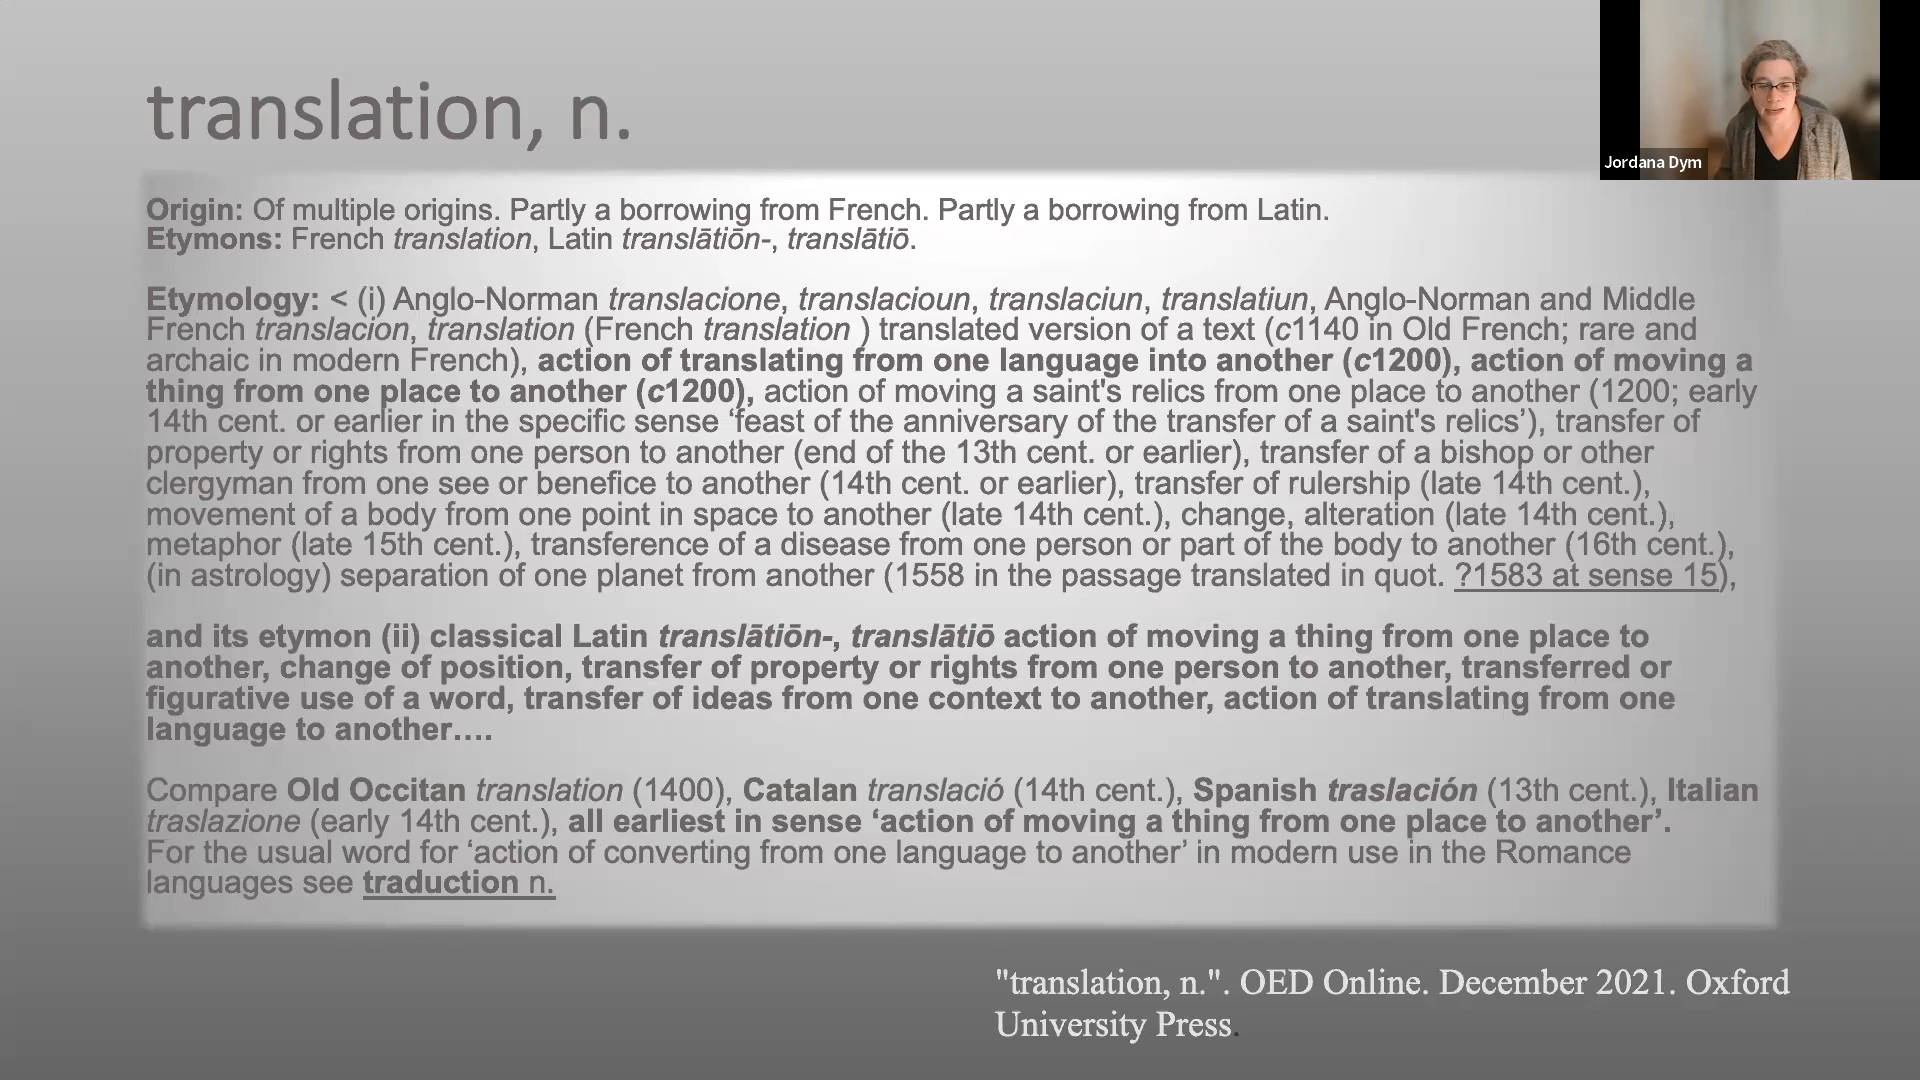 translation, n.
Jordana Dym
Origin: Of multiple origins. Partly a borrowing from French. Partly a borrowing from Latin.
Etymons: French translation, Latin translātiōn-, translātiō.
Etymology: < (i) Anglo-Norman translacione, translacioun, translaciun, translatiun, Anglo-Norman and Middle
French translacion, translation (French translation ) translated version of a text (c1140 in Old French; rare and
archaic in modern French), action of translating from one language into another (c1200), action of moving a
thing from one place to another (c1200), action of moving a saint's relics from one place to another (1200; early
14th cent. or earlier in the specific sense ‘feast of the anniversary of the transfer of a saint's relics’), transfer of
property or rights from one person to another (end of the 13th cent. or earlier), transfer of a bishop or other
clergyman from one see or benefice to another (14th cent. or earlier), transfer of rulership (late 14th cent.),
movement of a body from one point in space to another (late 14th cent.), change, alteration (late 14th cent.),
metaphor (late 15th cent.), transference of a disease from one person or part of the body to another (16th cent.),
(in astrology) separation of one planet from another (1558 in the passage translated in quot. ?1583 at sense 15),
and its etymon (ii) classical Latin translātiōn-, translātiō action of moving a thing from one place to
another, change of position, transfer of property or rights from one person to another, transferred or
figurative use of a word, transfer of ideas from one context to another, action of translating from one
language to another….
Compare Old Occitan translation (1400), Catalan translació (14th cent.), Spanish traslación (13th cent.), Italian
traslazione (early 14th cent.), all earliest in sense ‘action of moving a thing from one place to another’.
For the usual word for ‘action of converting from one language to another’ in modern use in the Romance
languages see traduction n.
"translation, n.". OED Online. December 2021. Oxford
University Press.